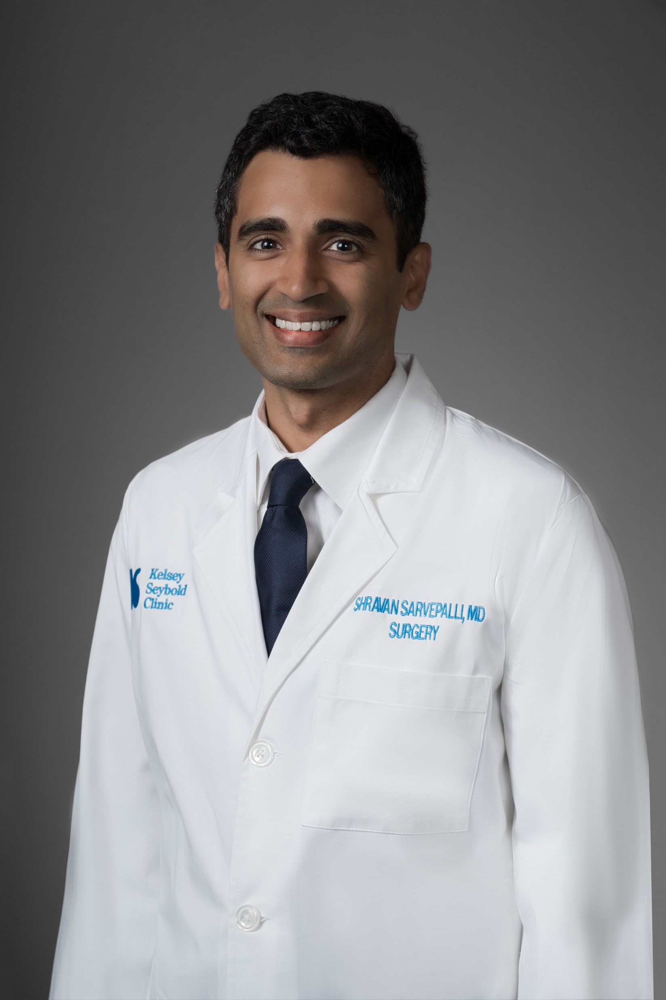 Kelsey
Seybold
Clinic
SHRAVAN SARVEPALLI, MD
SURGERY